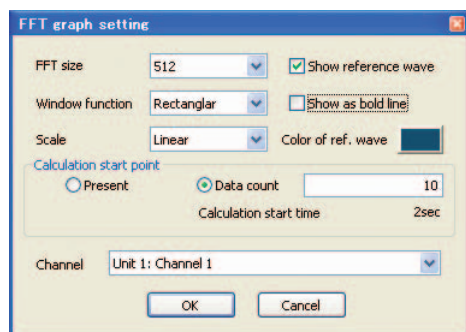 FFT graph setting
FFT size 512 Show reference wave
Window function Rectanglar Show as bold line
Scale Linear Color of ref. wave
Calculation start point
Present Data count 10
Calculation start time 2sec
Channel Unit 1: Channel 1
OK Cancel